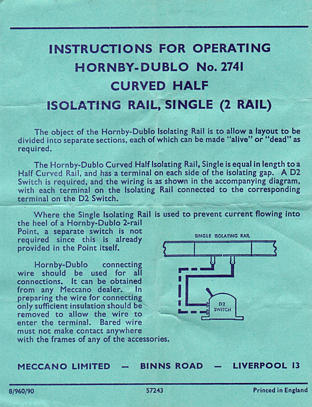 INSTRUCTIONS FOR OPERATING
HORNBY-DUBLO No. 2741
CURVED HALF
ISOLATING RAIL, SINGLE (2 RAIL)
The object of the Hornby-Dublo Isolating Rail is to allow a layout to be
divided into separate sections, each of which can be made "alive" or "dead" as
required.
The Hornby-Dublo Curved Half Isolating Rail, Single is equal in length to a
Half Curved Rail, and has a terminal on each side of the isolating gap. A D2
Switch is required, and the wiring is as shown in the accompanying diagram,
with each terminal on the Isolating Rail connected to the corresponding
terminal on the D2 Switch.
Where the Single Isolating Rail is used to prevent current flowing into
the heel of a Hornby-Dublo 2-rail
Point, a separate switch is not
required since this is already
provided in the Point itself.
Hornby-Dublo connecting
wire should be used for all
connections. It can be obtained
from any Meccano dealer. In
preparing the wire for connecting
only sufficient insulation should be
removed to allow the wire to
enter the terminal. Bared wire
must not make contact anywhere
with the frames of any of the accessories.
SINGLE ISOLATING RAIL
D2
SWITCH
MECCANO LIMITED — BINNS ROAD — LIVERPOOL 13
8/960/90 57243 Printed in England